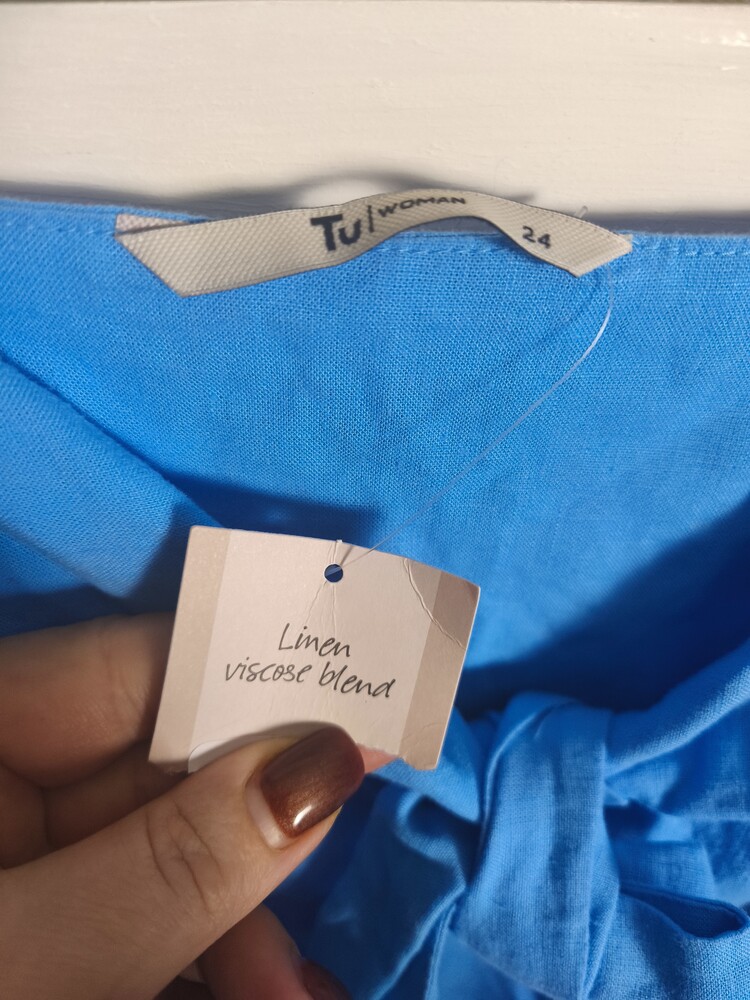 Tu | WOMAN 24
Linen
viscose blend